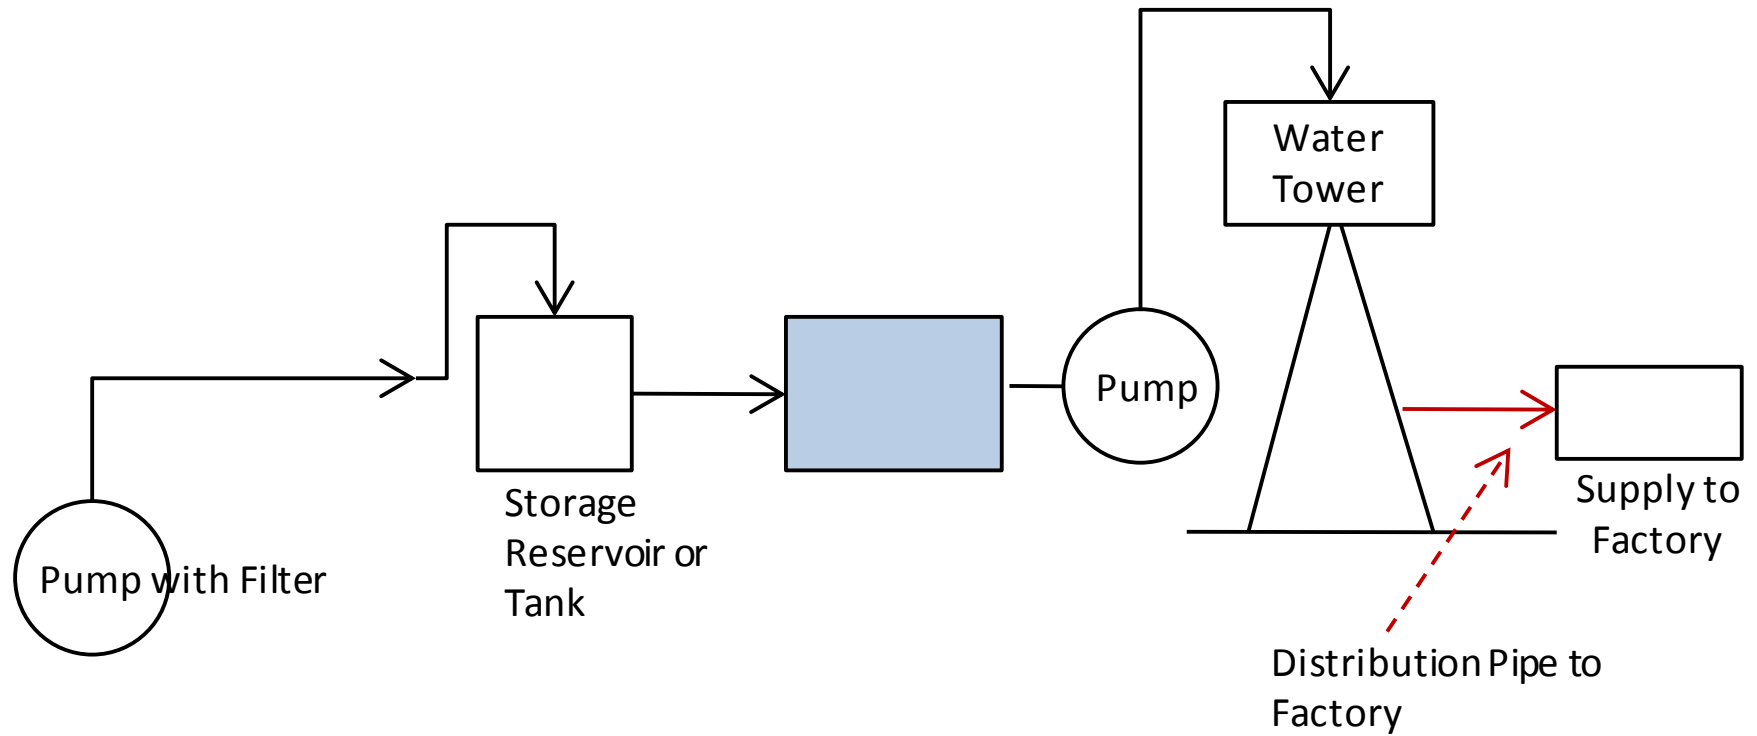 Water
Tower
Pump
Pump with Filter
Storage
Reservoir or
Tank
Supply to
Factory
Distribution Pipe to
Factory